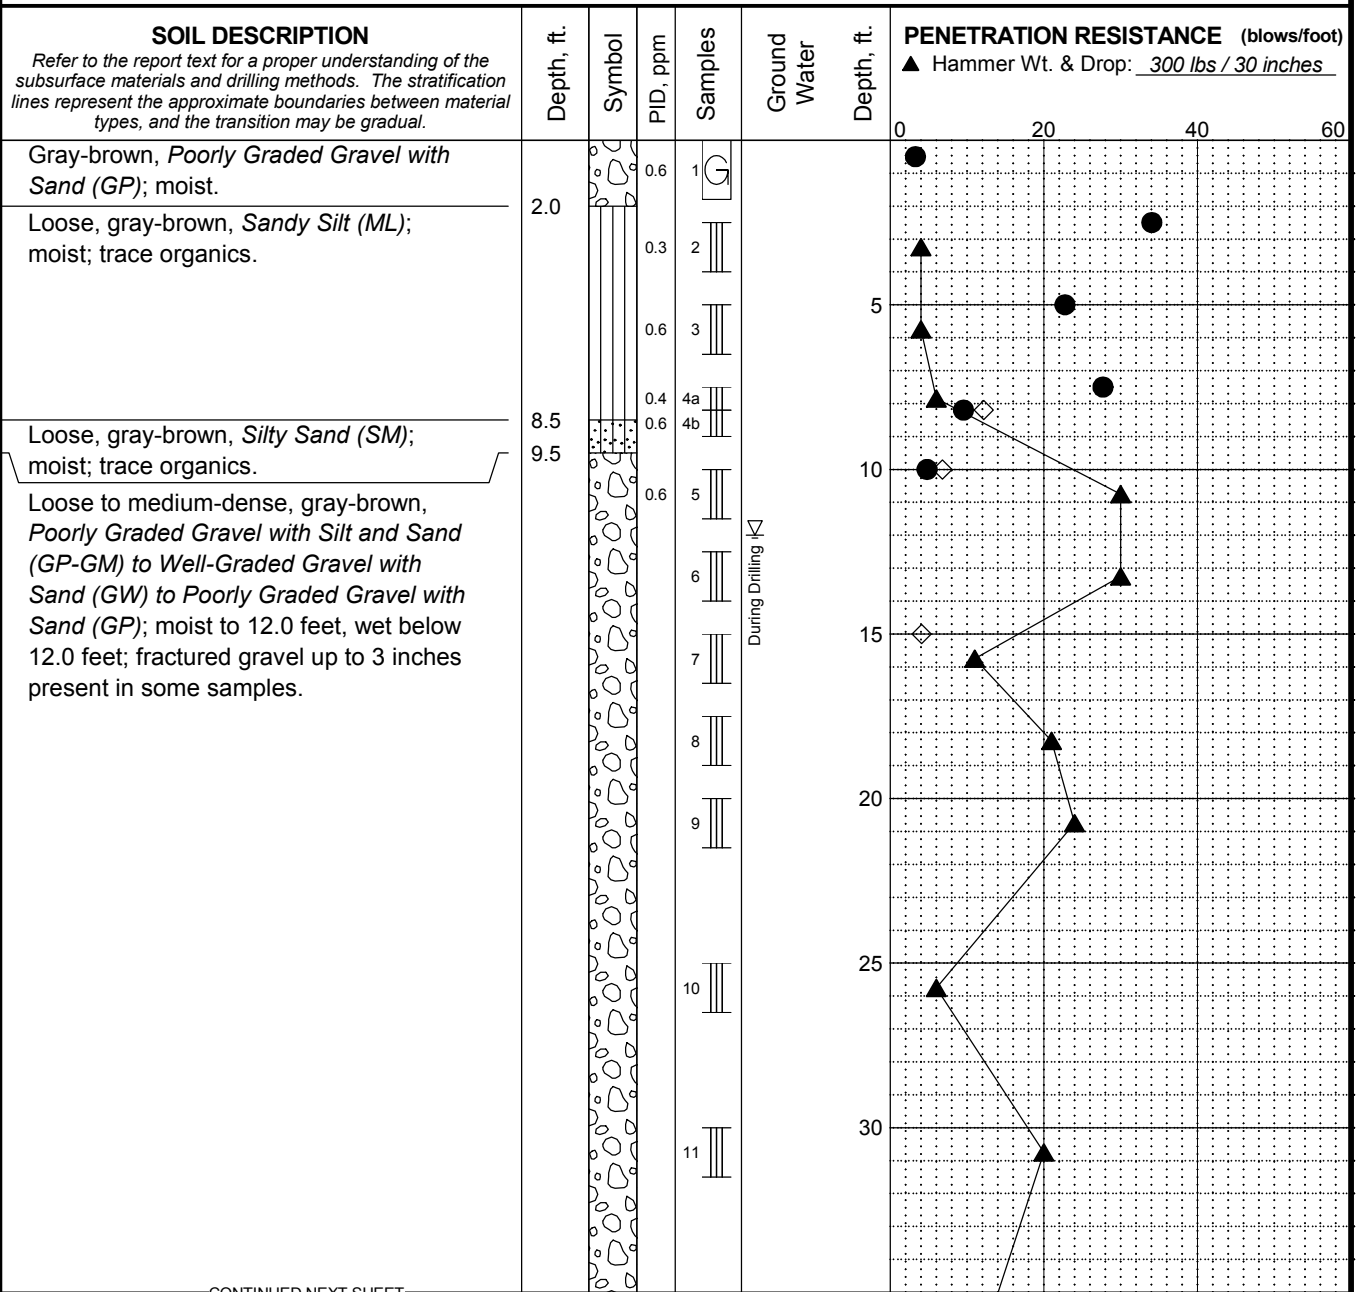 SOIL DESCRIPTION
Refer to the report text for a proper understanding of the
subsurface materials and drilling methods. The stratification
lines represent the approximate boundaries between material
types, and the transition may be gradual.
Depth, ft.
Symbol
PID, ppm
Samples
Ground
Water
Depth, ft.
PENETRATION RESISTANCE (blows/foot)
▲ Hammer Wt. & Drop: 300 lbs / 30 inches
0 20 40 60
Gray-brown, Poorly Graded Gravel with
Sand (GP); moist.
0.6 1 G
2.0
Loose, gray-brown, Sandy Silt (ML);
moist; trace organics.
0.3 2
5
0.6 3
0.4 4a
8.5
0.6 4b
Loose, gray-brown, Silty Sand (SM);
moist; trace organics.
9.5
10
0.6 5
Loose to medium-dense, gray-brown,
Poorly Graded Gravel with Silt and Sand
(GP-GM) to Well-Graded Gravel with
Sand (GW) to Poorly Graded Gravel with
Sand (GP); moist to 12.0 feet, wet below
12.0 feet; fractured gravel up to 3 inches
present in some samples.
During Drilling
6
15
7
8
20
9
25
10
30
11
CONTINUED NEXT SHEET